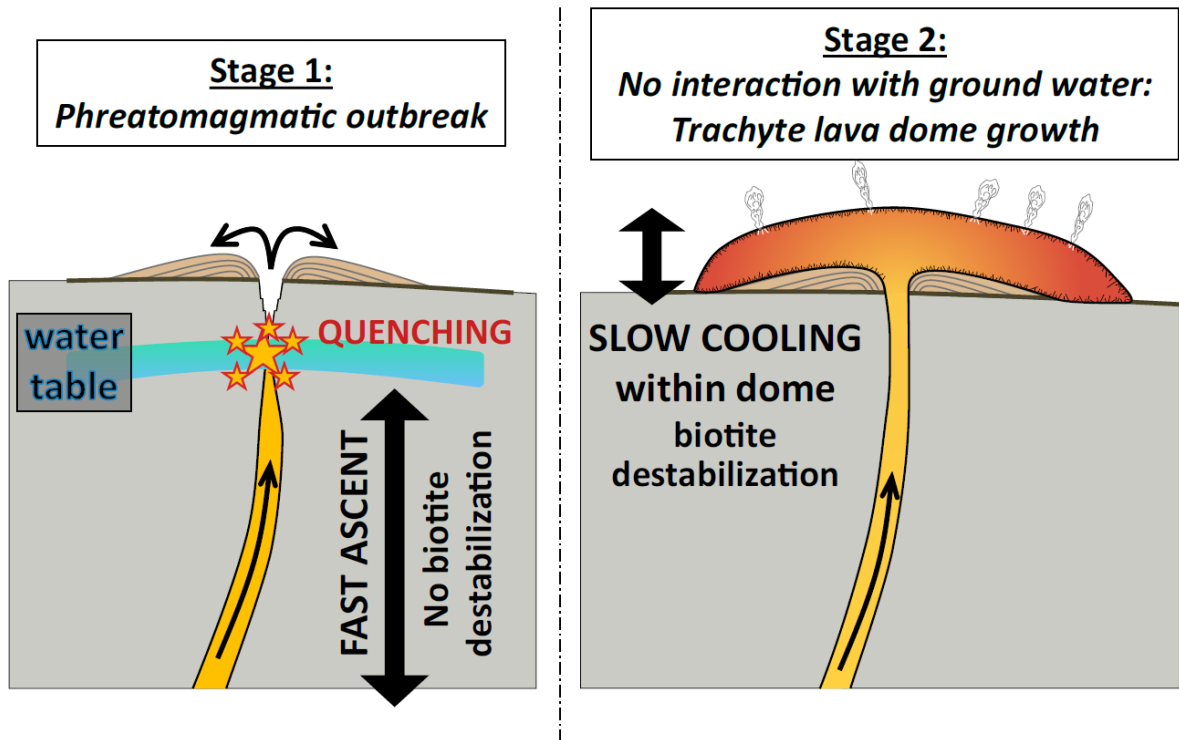 Stage 1:
Phreatomagmatic outbreak
water
table
QUENCHING
FAST ASCENT
No biotite
destabilization
Stage 2:
No interaction with ground water:
Trachyte lava dome growth
SLOW COOLING
within dome
biotite
destabilization